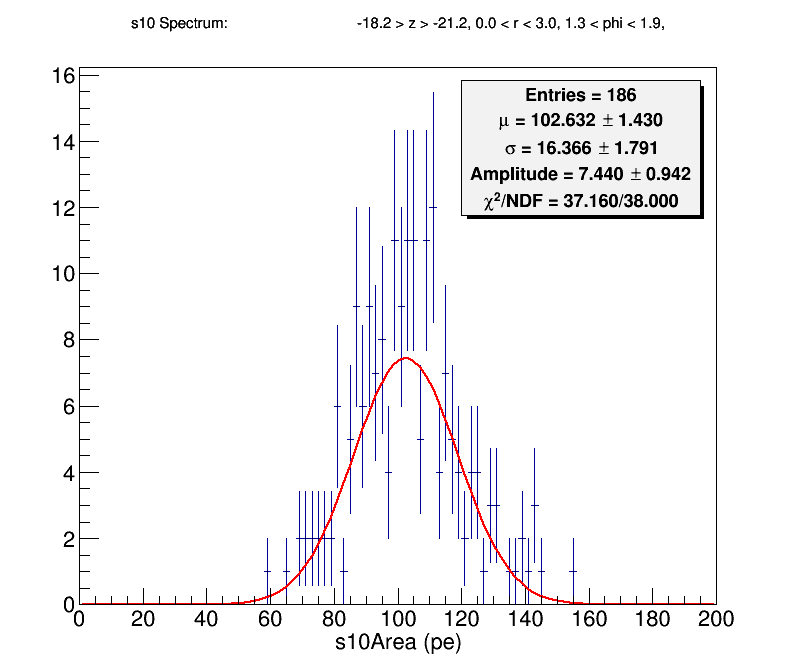 s10 Spectrum: -18.2 > z > -21.2, 0.0 < r < 3.0, 1.3 < phi < 1.9,
Entries = 186
μ = 102.632 ± 1.430
σ = 16.366 ± 1.791
Amplitude = 7.440 ± 0.942
χ²/NDF = 37.160/38.000
16
14
12
10
8
6
4
2
0
0 20 40 60 80 100 120 140 160 180 200
s10Area (pe)